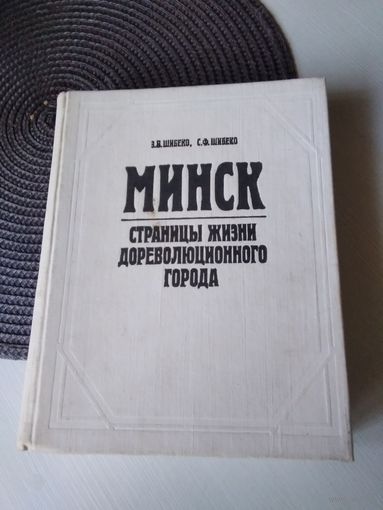 З.В.ШИБЕКО, С.Ф.ШИБЕКО
МИНСК
СТРАНИЦЫ ЖИЗНИ
ДОРЕВОЛЮЦИОННОГО
ГОРОДА